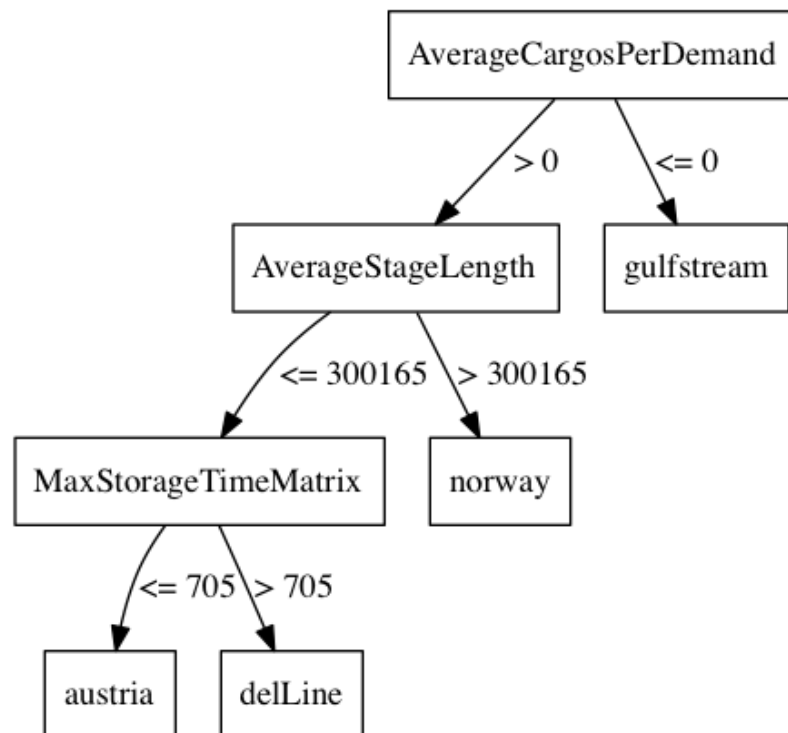 AverageCargosPerDemand
> 0
<= 0
AverageStageLength
gulfstream
<= 300165
> 300165
MaxStorageTimeMatrix
norway
<= 705
> 705
austria
delLine